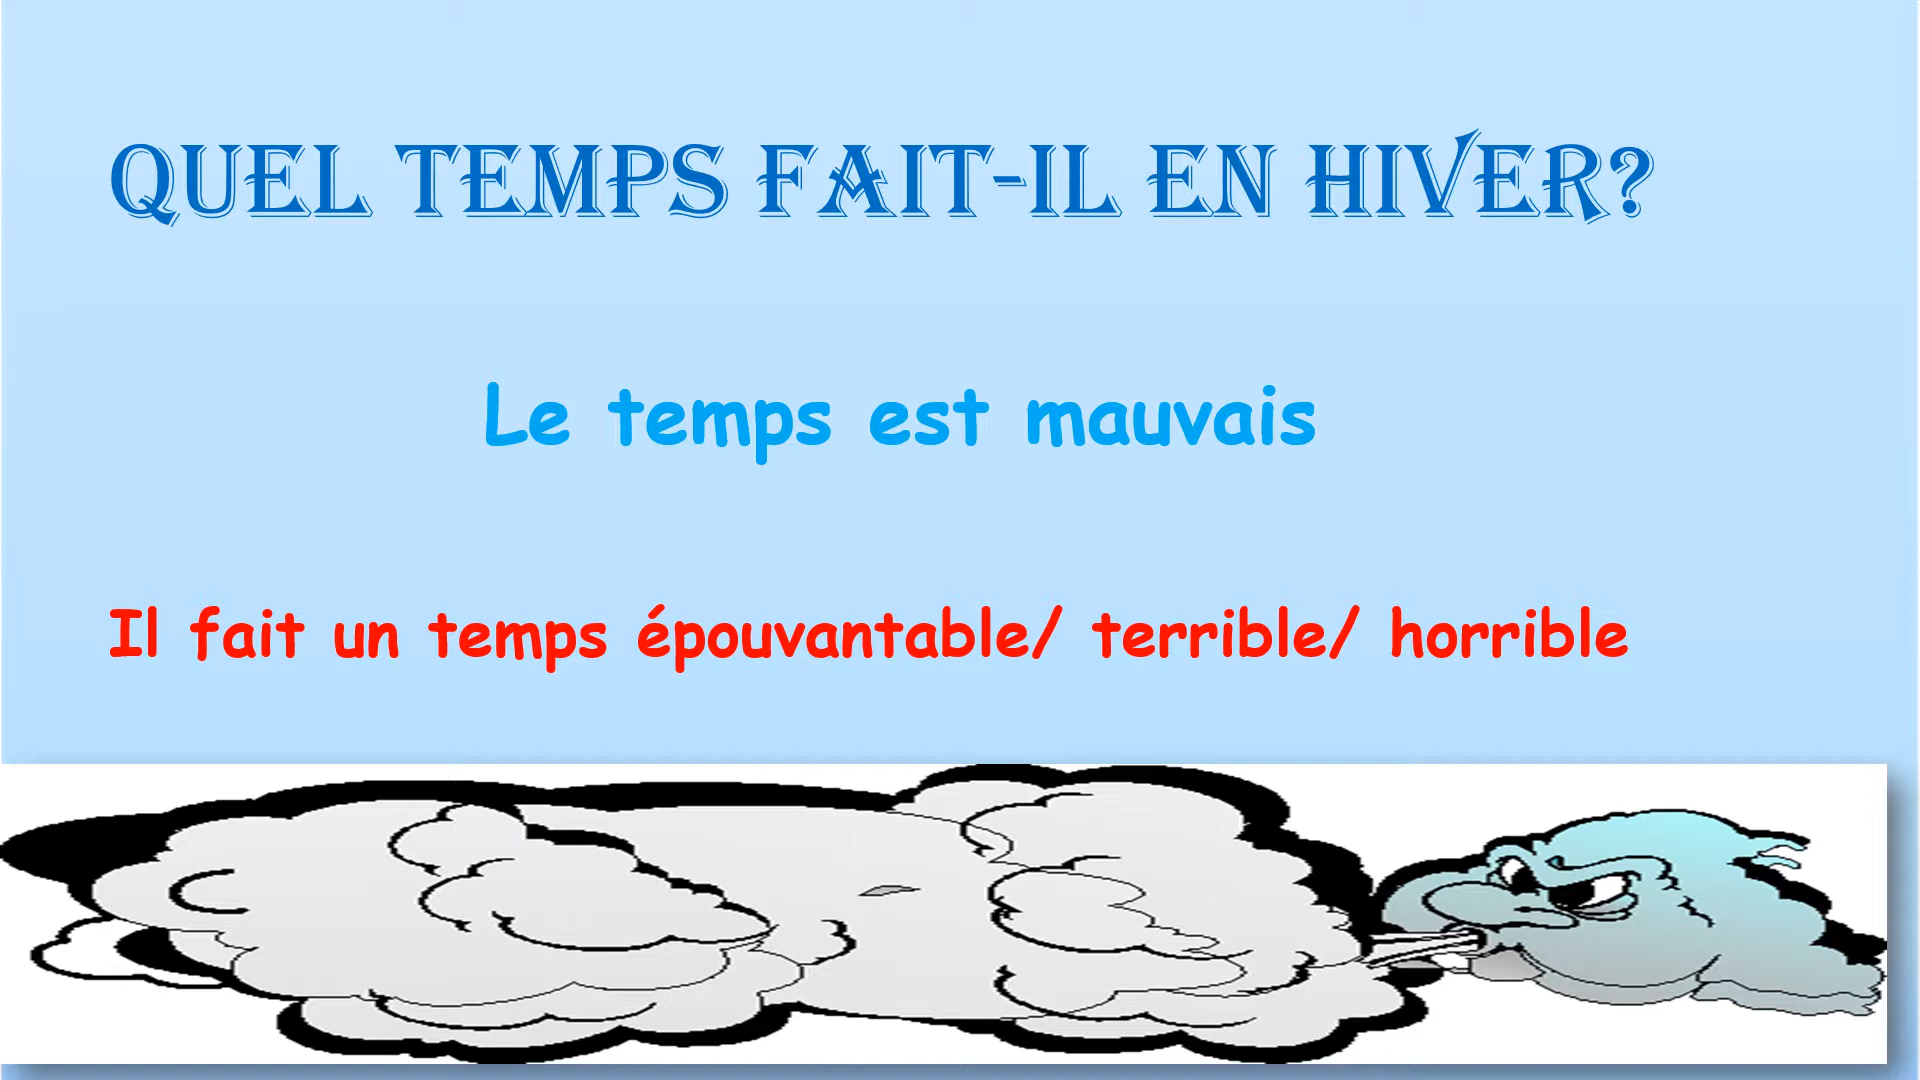 QUEL TEMPS FAIT-IL EN HIVER?
Le temps est mauvais
Il fait un temps épouvantable/ terrible/ horrible